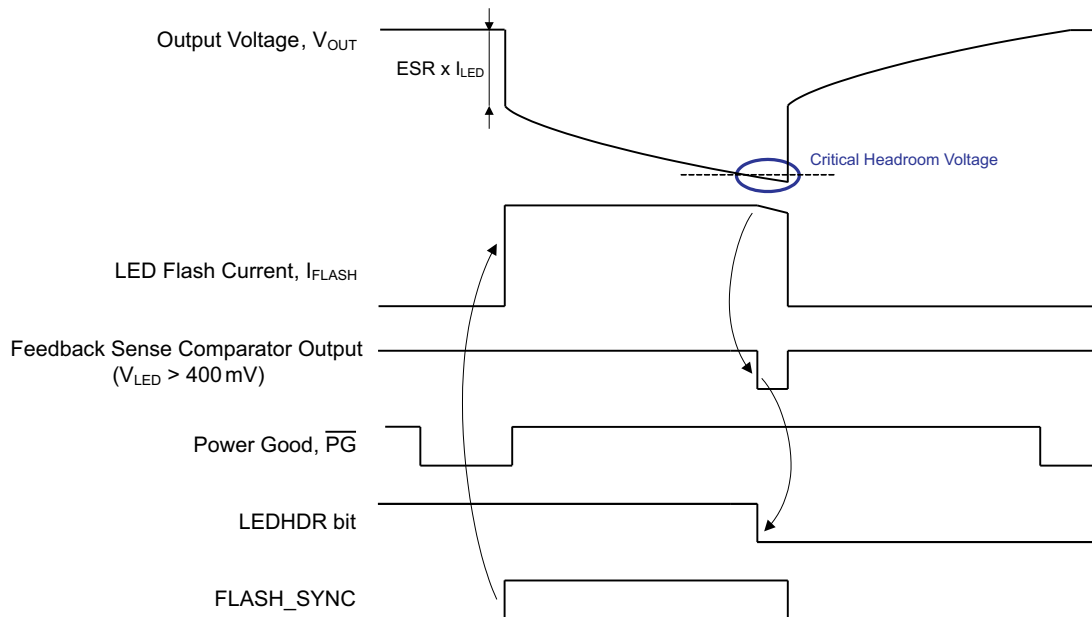 Output Voltage, VOUT
ESR x ILED
Critical Headroom Voltage
LED Flash Current, IFLASH
Feedback Sense Comparator Output
(VLED > 400 mV)
Power Good, PG
LEDHDR bit
FLASH_SYNC